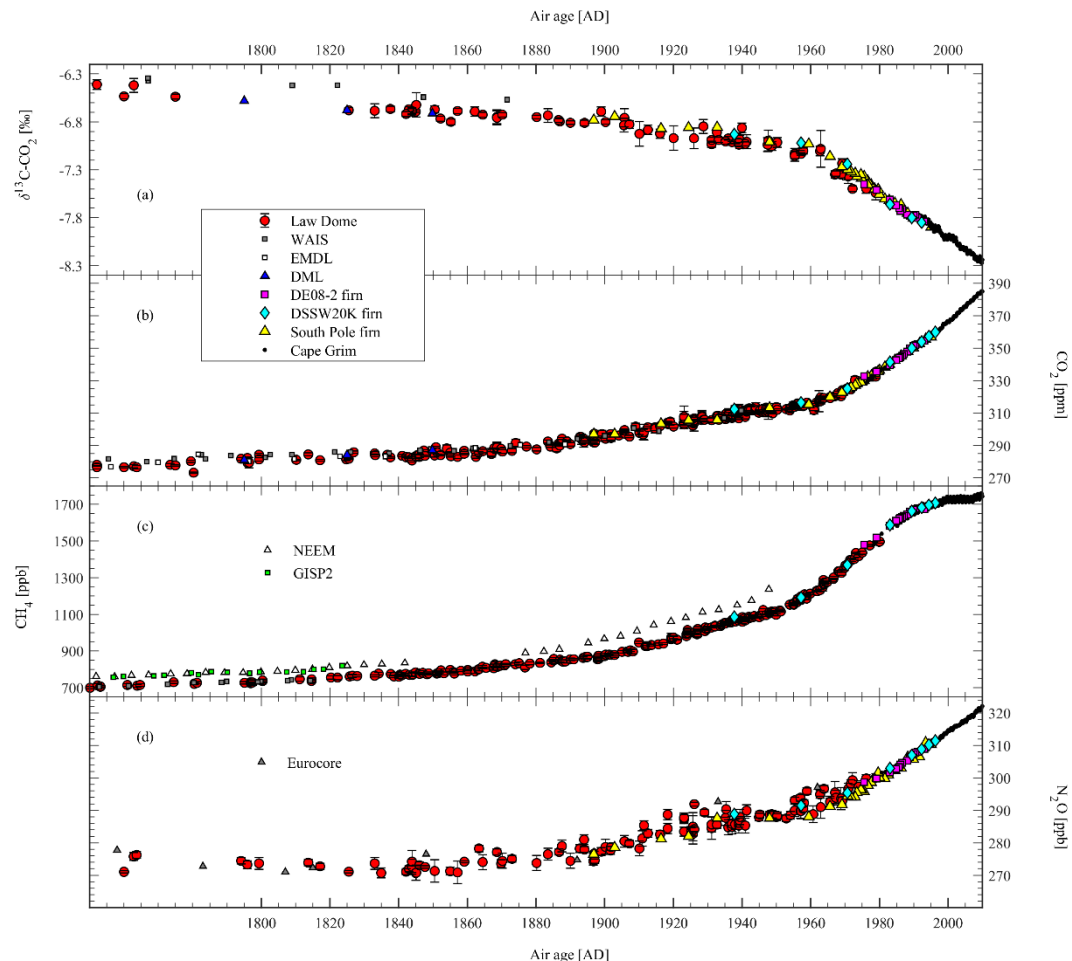 Air age [AD]
1800 1820 1840 1860 1880 1900 1920 1940 1960 1980 2000
-6.3
-6.8
-7.3
-7.8
-8.3
δ¹³C-CO₂ [‰]
(a)
Law Dome
WAIS
EMDL
DML
DE08-2 firn
DSSW20K firn
South Pole firn
Cape Grim
(b)
390
370
350
330
310
290
270
CO₂ [ppm]
1700
1500
1300
1100
900
700
CH₄ [ppb]
(c)
NEEM
GISP2
(d)
Eurocore
320
310
300
290
280
270
N₂O [ppb]
1800 1820 1840 1860 1880 1900 1920 1940 1960 1980 2000
Air age [AD]